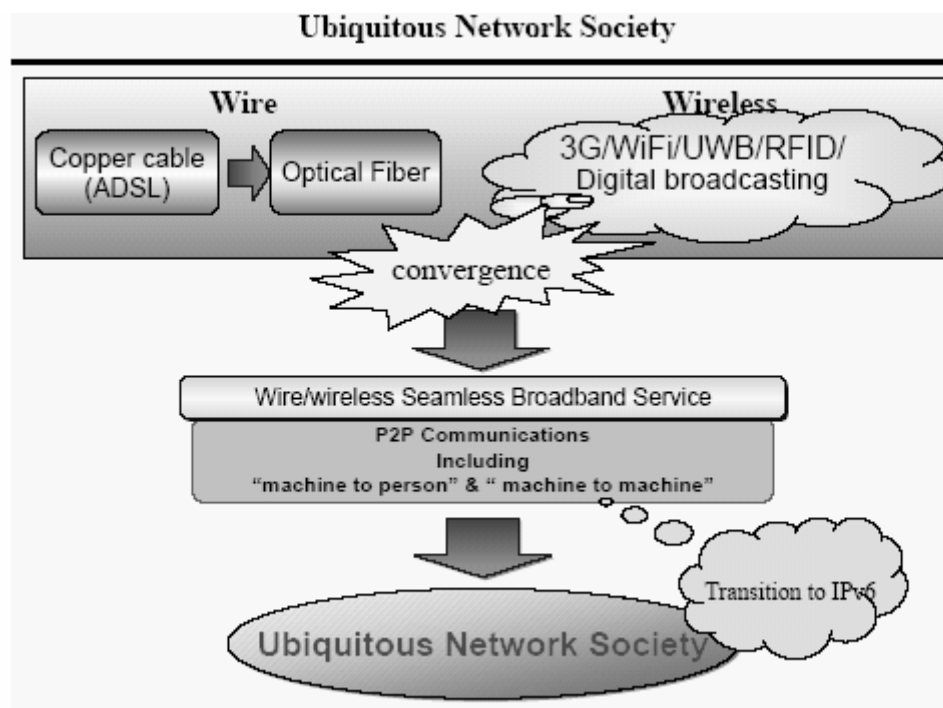 Ubiquitous Network Society
Wire
Wireless
Copper cable
(ADSL)
Optical Fiber
3G/WiFi/UWB/RFID/
Digital broadcasting
convergence
Wire/wireless Seamless Broadband Service
P2P Communications
Including
“machine to person” & “ machine to machine”
Transition to IPv6
Ubiquitous Network Society